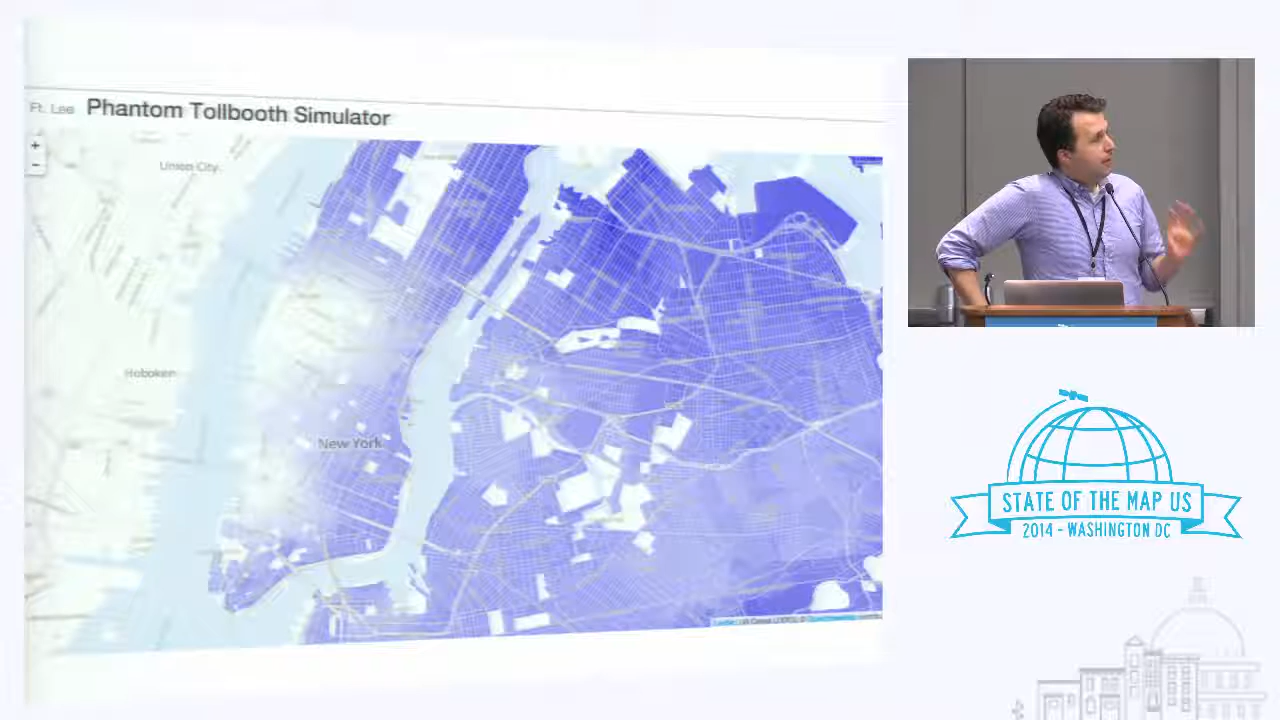 Ft. Lee Phantom Tollbooth Simulator
+
-
Union City
Hoboken
New York
STATE OF THE MAP US
2014 - WASHINGTON DC